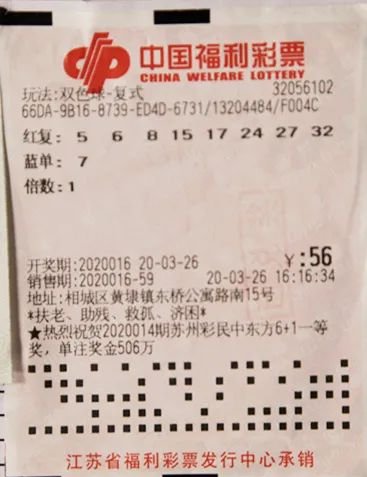 中国福利彩票
CHINA WELFARE LOTTERY
玩法:双色球-复式 32056102
66DA-9B16-8739-ED4D-6731/13204484/F004C
红复: 5 6 8 15 17 24 27 32
蓝单: 7
倍数:1
开奖期:2020016 20-03-26 ¥:56
销售期:2020016-59 20-03-26 16:16:34
地址:相城区黄埭镇东桥公寓路南15号
*扶老、助残、救孤、济困*
★热烈祝贺2020014期苏州彩民中东方6+1一等
奖,单注奖金506万
江苏省福利彩票发行中心承销